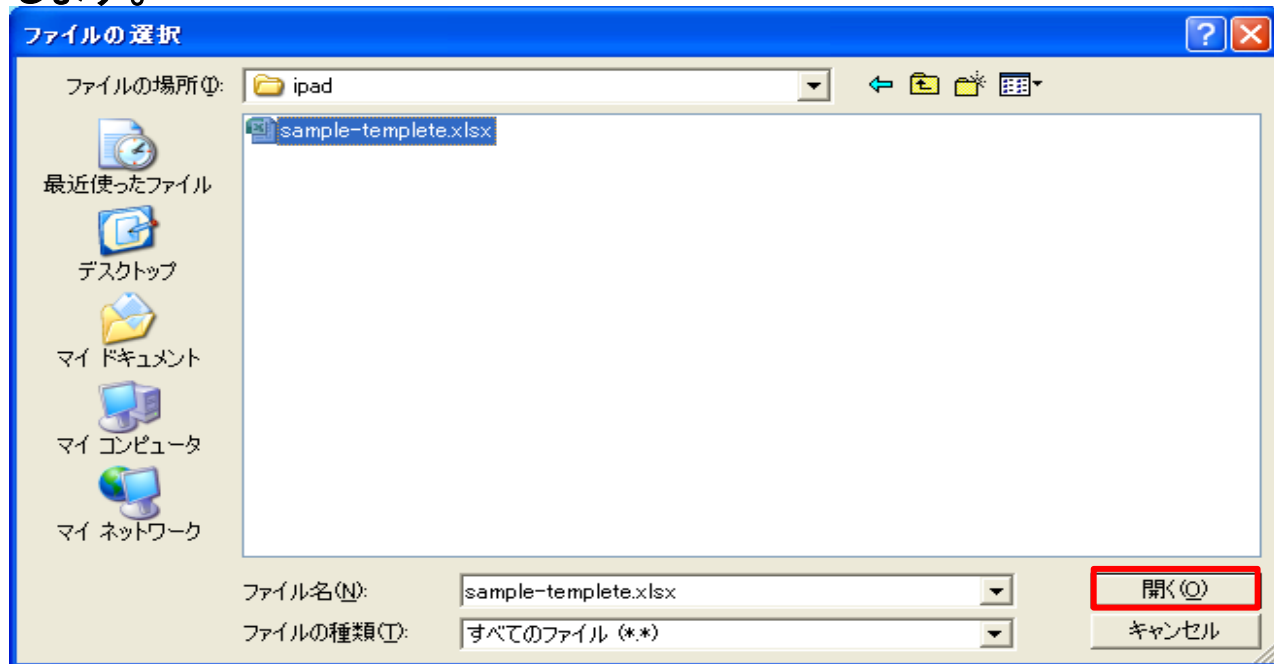 します。
ファイルの選択
ファイルの場所(I):
ipad
sample-templete.xlsx
最近使ったファイル
デスクトップ
マイ ドキュメント
マイ コンピュータ
マイ ネットワーク
ファイル名(N):
sample-templete.xlsx
開く(O)
ファイルの種類(T):
すべてのファイル (*.*)
キャンセル